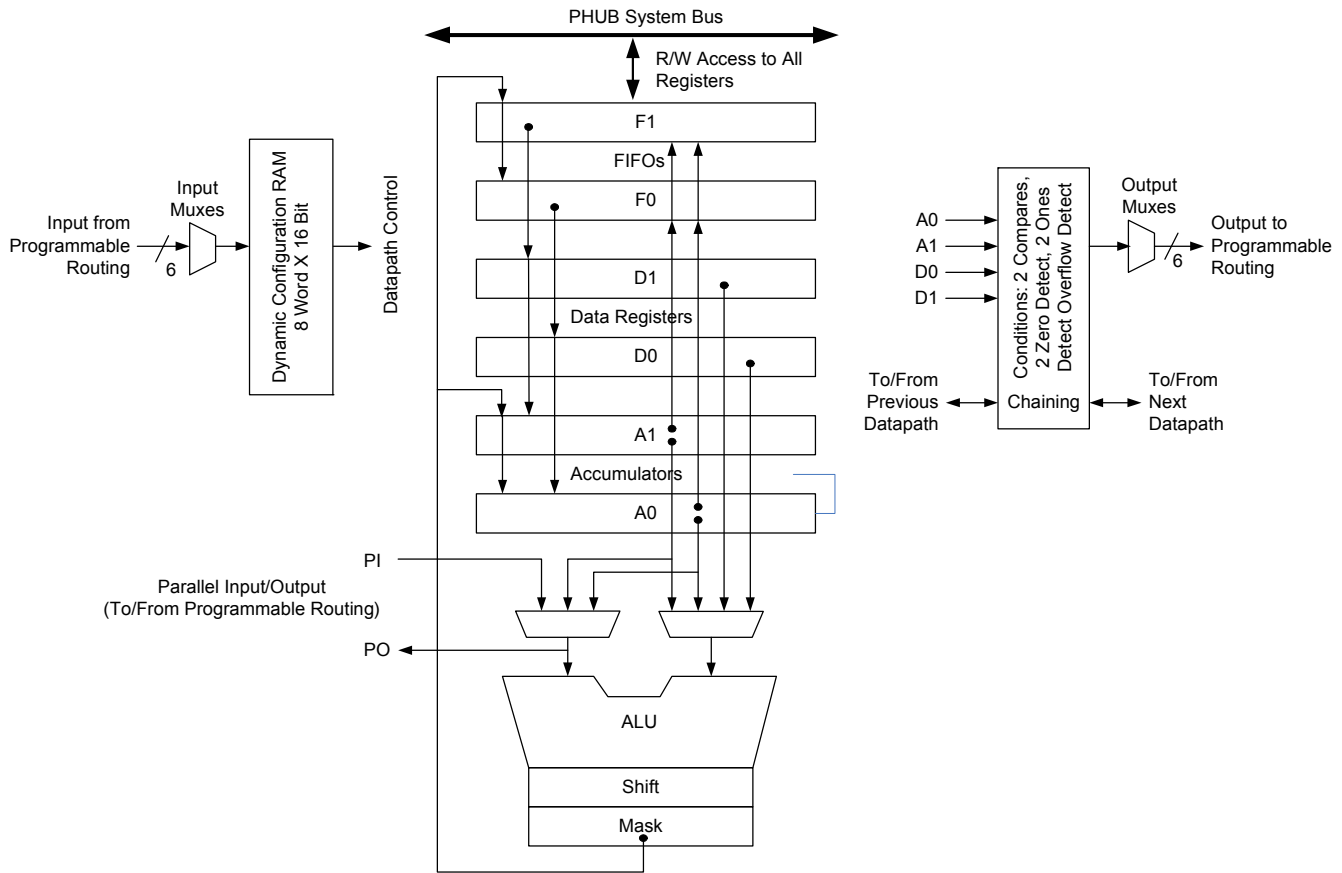 PHUB System Bus
R/W Access to All
Registers
F1
FIFOs
F0
D1
Data Registers
D0
A1
Accumulators
A0
Input from
Programmable
Routing
6
Input
Muxes
Dynamic Configuration RAM
8 Word X 16 Bit
Datapath Control
A0
A1
D0
D1
Conditions: 2 Compares,
2 Zero Detect, 2 Ones
Detect Overflow Detect
Output
Muxes
6
Output to
Programmable
Routing
To/From
Previous
Datapath
Chaining
To/From
Next
Datapath
PI
Parallel Input/Output
(To/From Programmable Routing)
PO
ALU
Shift
Mask